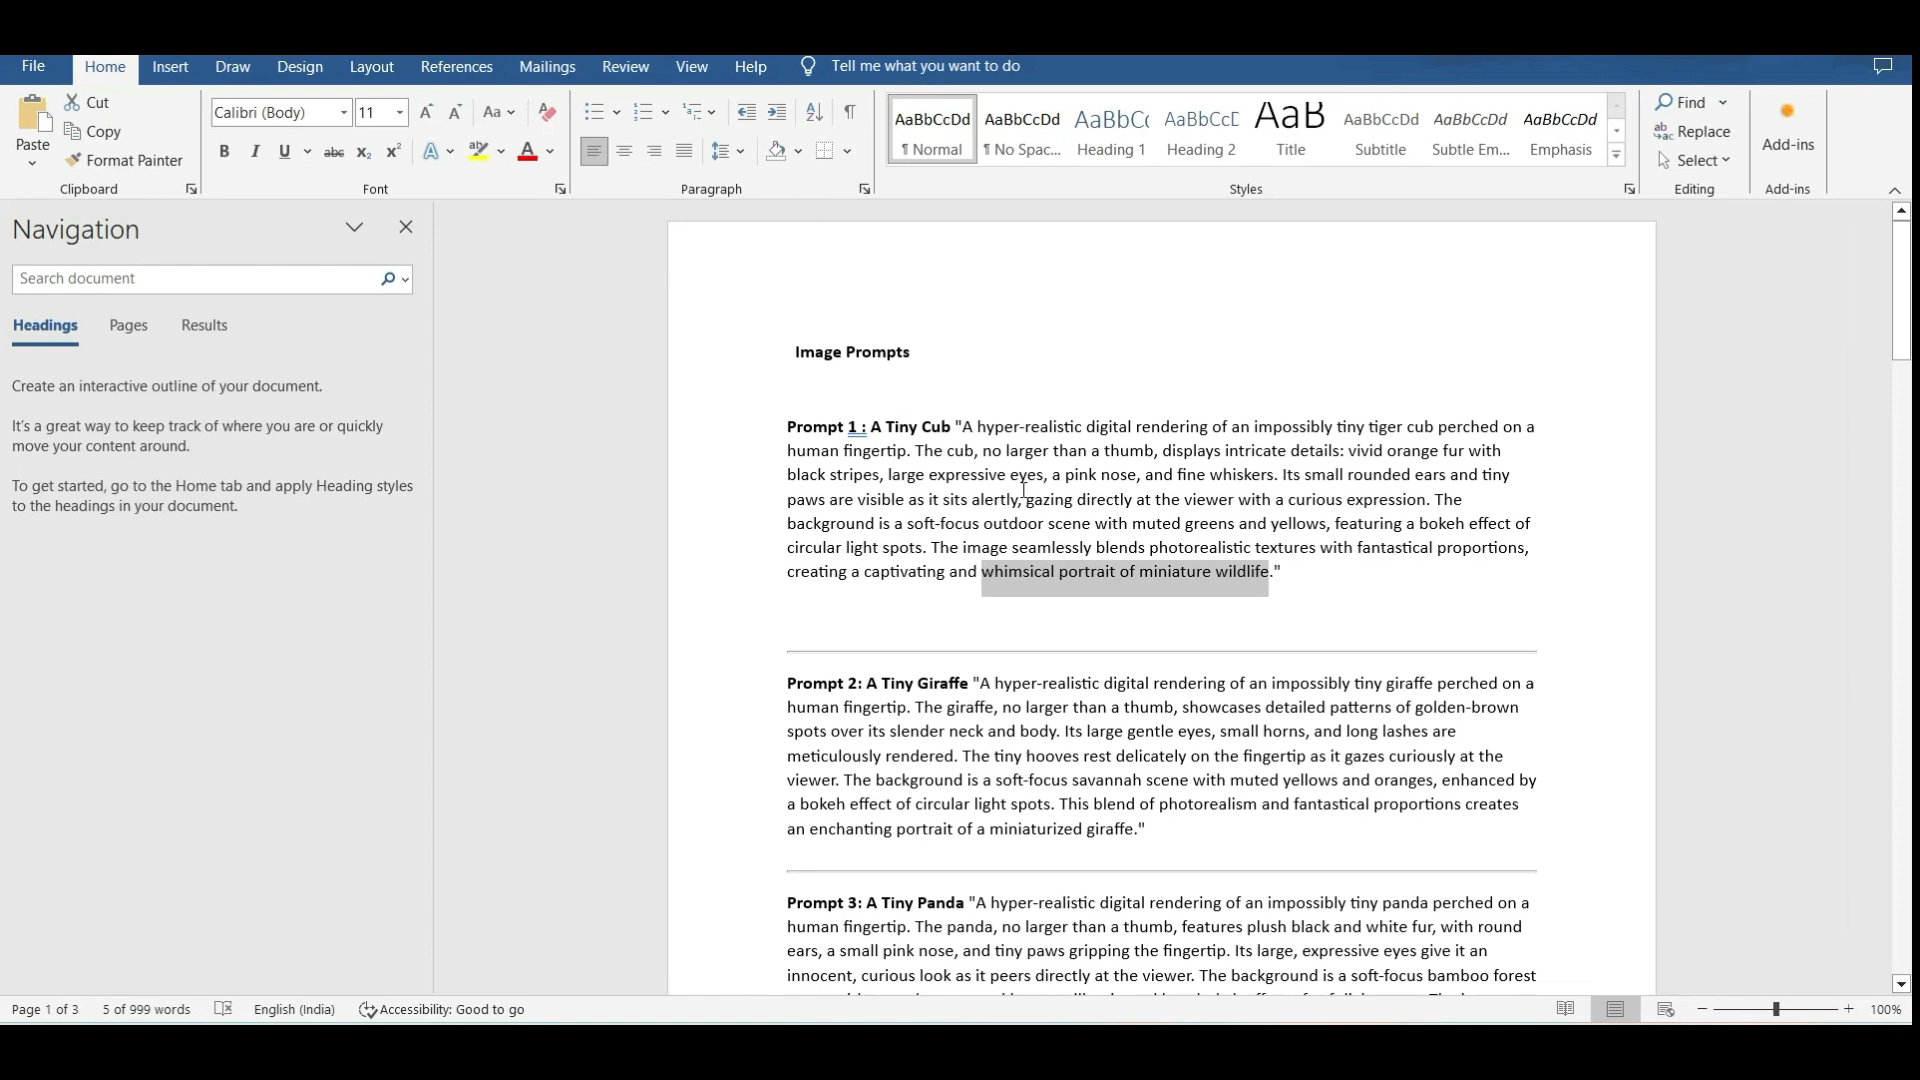 File Home Insert Draw Design Layout References Mailings Review View Help Tell me what you want to do
Paste
Cut
Copy
Format Painter
Clipboard
Calibri (Body) 11
Font
Paragraph
AaBbCcDd ¶ Normal
AaBbCcDd ¶ No Spac...
AaBbC( Heading 1
AaBbCcE Heading 2
AaB Title
AaBbCcDd Subtitle
AaBbCcDd Subtle Em...
AaBbCcDd Emphasis
Styles
Find
Replace
Select
Editing
Add-ins
Add-ins
Navigation
Search document
Headings Pages Results
Create an interactive outline of your document.
It's a great way to keep track of where you are or quickly
move your content around.
To get started, go to the Home tab and apply Heading styles
to the headings in your document.
Image Prompts
Prompt 1 : A Tiny Cub "A hyper-realistic digital rendering of an impossibly tiny tiger cub perched on a
human fingertip. The cub, no larger than a thumb, displays intricate details: vivid orange fur with
black stripes, large expressive eyes, a pink nose, and fine whiskers. Its small rounded ears and tiny
paws are visible as it sits alertly, gazing directly at the viewer with a curious expression. The
background is a soft-focus outdoor scene with muted greens and yellows, featuring a bokeh effect of
circular light spots. The image seamlessly blends photorealistic textures with fantastical proportions,
creating a captivating and whimsical portrait of miniature wildlife."
Prompt 2: A Tiny Giraffe "A hyper-realistic digital rendering of an impossibly tiny giraffe perched on a
human fingertip. The giraffe, no larger than a thumb, showcases detailed patterns of golden-brown
spots over its slender neck and body. Its large gentle eyes, small horns, and long lashes are
meticulously rendered. The tiny hooves rest delicately on the fingertip as it gazes curiously at the
viewer. The background is a soft-focus savannah scene with muted yellows and oranges, enhanced by
a bokeh effect of circular light spots. This blend of photorealism and fantastical proportions creates
an enchanting portrait of a miniaturized giraffe."
Prompt 3: A Tiny Panda "A hyper-realistic digital rendering of an impossibly tiny panda perched on a
human fingertip. The panda, no larger than a thumb, features plush black and white fur, with round
ears, a small pink nose, and tiny paws gripping the fingertip. Its large, expressive eyes give it an
innocent, curious look as it peers directly at the viewer. The background is a soft-focus bamboo forest
Page 1 of 3 5 of 999 words English (India) Accessibility: Good to go 100%